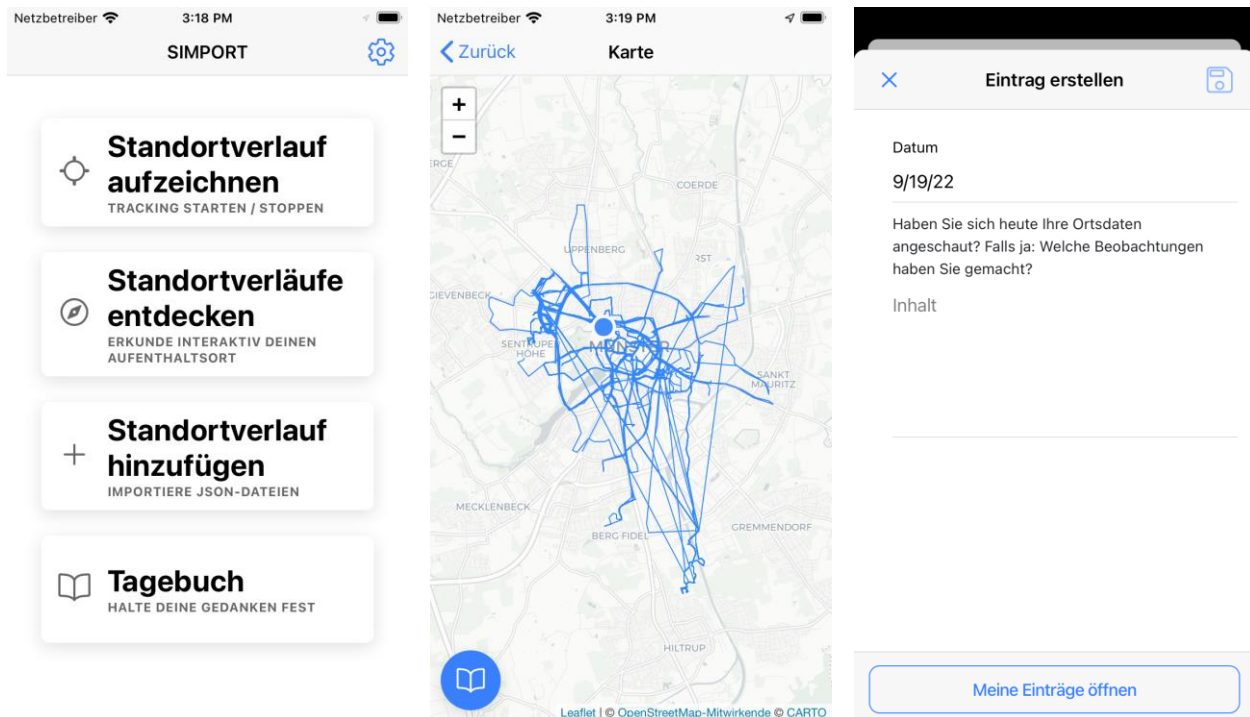 Netzbetreiber 3:18 PM
SIMPORT
Standortverlauf
aufzeichnen
TRACKING STARTEN / STOPPEN
Standortverläufe
entdecken
ERKUNDE INTERAKTIV DEINEN
AUFENTHALTSORT
Standortverlauf
hinzufügen
IMPORTIERE JSON-DATEIEN
Tagebuch
HALTE DEINE GEDANKEN FEST
Netzbetreiber 3:19 PM
Zurück Karte
+
−
COERDE
GIEVENBECK
MECKLENBECK
BERG FIDEL
GREMMENDORF
HILTRUP
SANKT
MAURITZ
Leaflet | © OpenStreetMap-Mitwirkende © CARTO
Eintrag erstellen
Datum
9/19/22
Haben Sie sich heute Ihre Ortsdaten
angeschaut? Falls ja: Welche Beobachtungen
haben Sie gemacht?
Inhalt
Meine Einträge öffnen